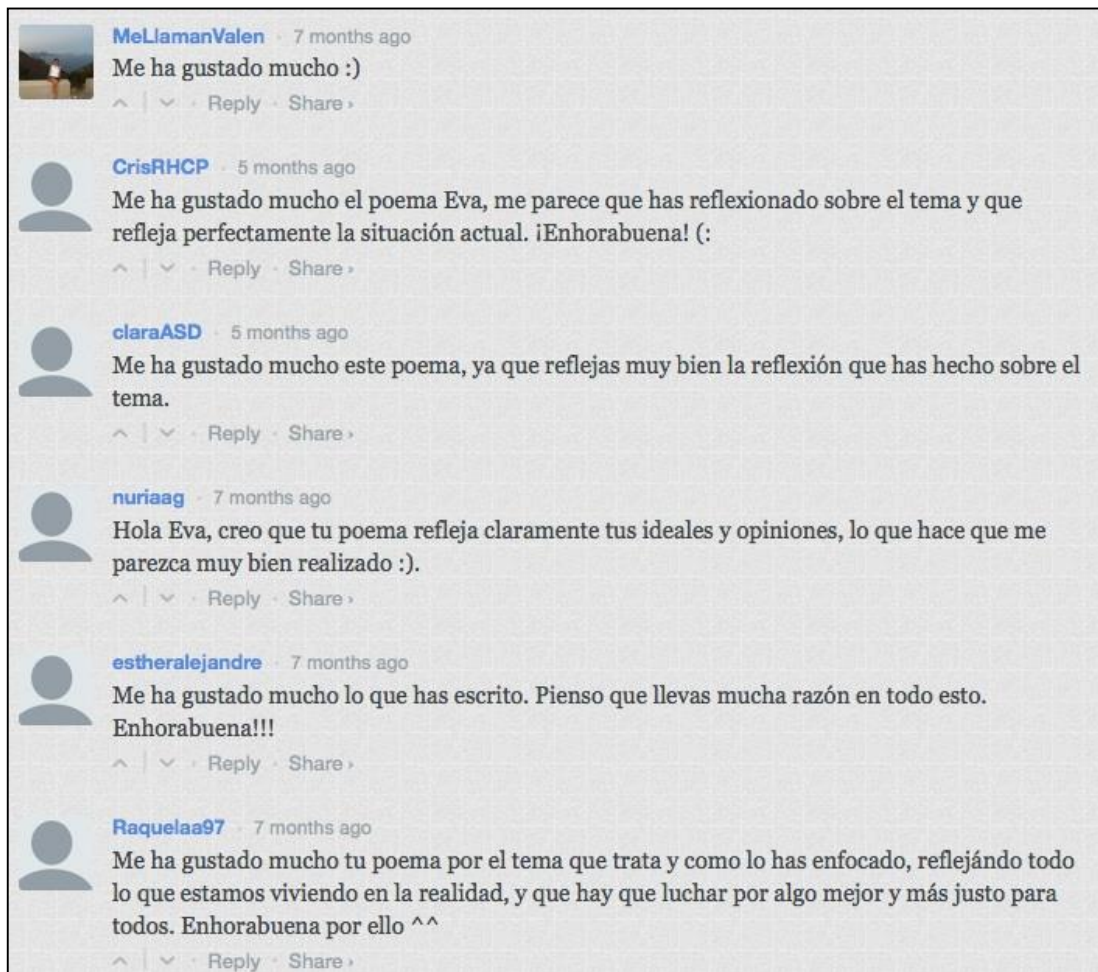 MeLlamanValen · 7 months ago
Me ha gustado mucho :)
Reply · Share ›
CrisRHCP · 5 months ago
Me ha gustado mucho el poema Eva, me parece que has reflexionado sobre el tema y que
refleja perfectamente la situación actual. ¡Enhorabuena! (:
Reply · Share ›
claraASD · 5 months ago
Me ha gustado mucho este poema, ya que reflejas muy bien la reflexión que has hecho sobre el
tema.
Reply · Share ›
nuriaag · 7 months ago
Hola Eva, creo que tu poema refleja claramente tus ideales y opiniones, lo que hace que me
parezca muy bien realizado :).
Reply · Share ›
estheralejandre · 7 months ago
Me ha gustado mucho lo que has escrito. Pienso que llevas mucha razón en todo esto.
Enhorabuena!!!
Reply · Share ›
Raquelaa97 · 7 months ago
Me ha gustado mucho tu poema por el tema que trata y como lo has enfocado, reflejándo todo
lo que estamos viviendo en la realidad, y que hay que luchar por algo mejor y más justo para
todos. Enhorabuena por ello ^^
Reply · Share ›